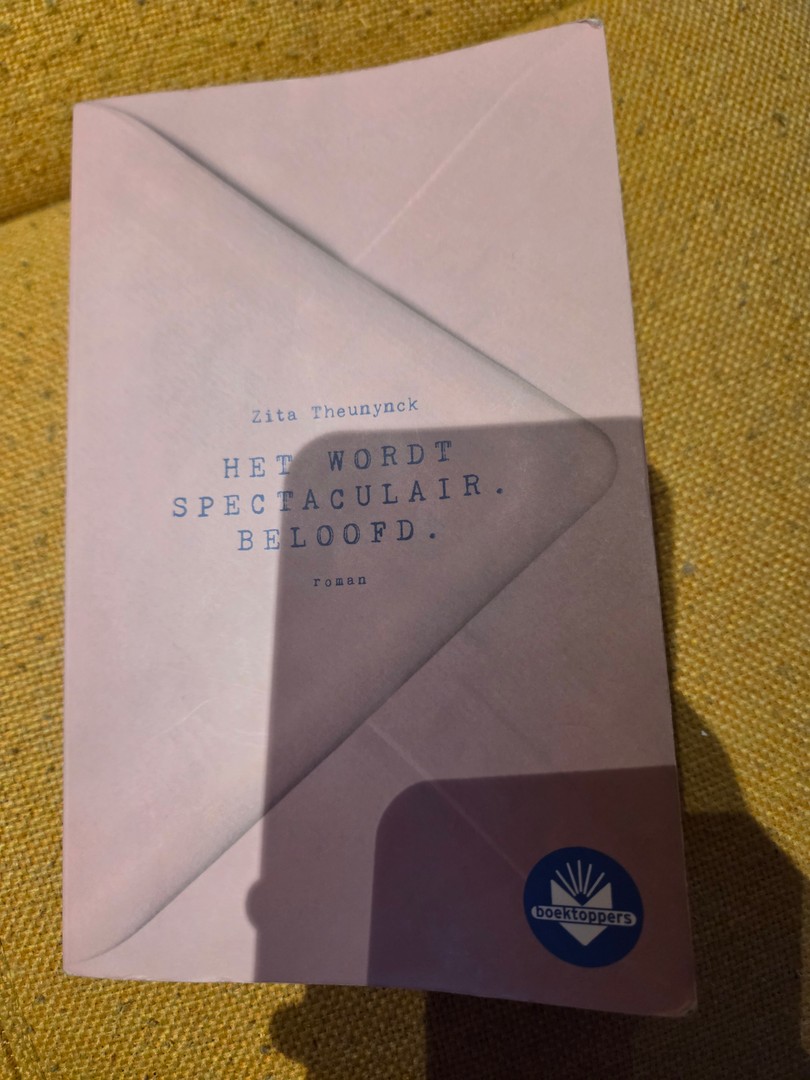 Zita Theunynck
HET WORDT
SPECTACULAIR.
BELOOFD.
roman
boektoppers